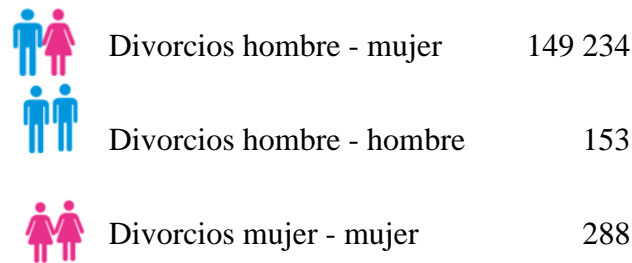 Divorcios hombre - mujer 149 234
Divorcios hombre - hombre 153
Divorcios mujer - mujer 288